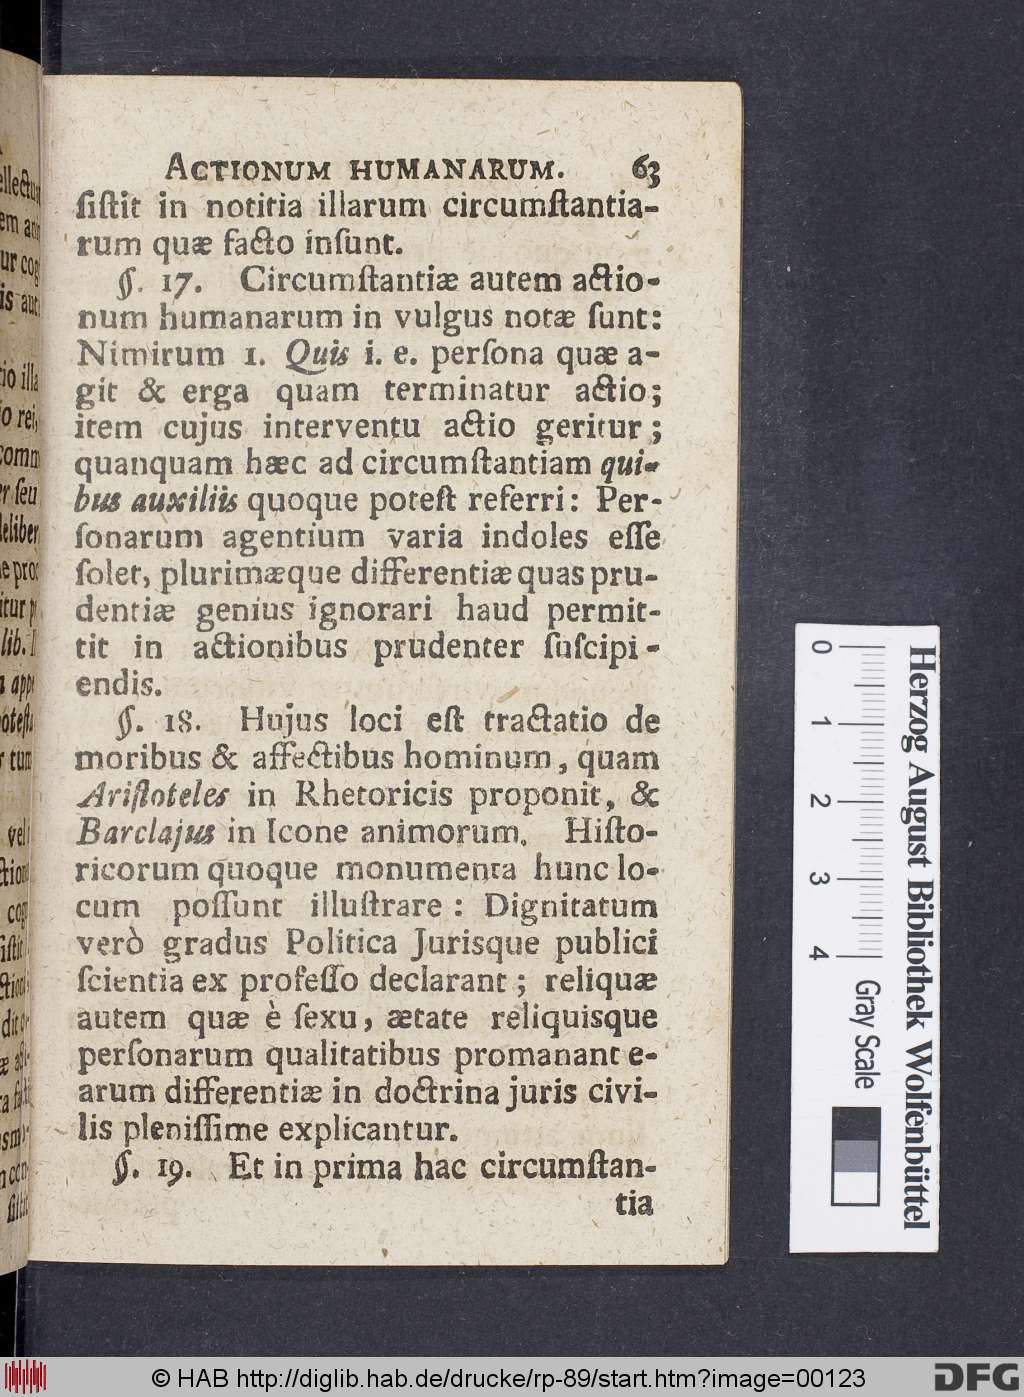 ACTIONUM HUMANARUM. 63
ſiſtit in notitia illarum circumſtantia-
rum quæ facto inſunt.
§. 17. Circumſtantiæ autem actio-
num humanarum in vulgus notæ ſunt:
Nimirum 1. Quis i. e. perſona quæ a-
git & erga quam terminatur actio;
item cujus interventu actio geritur;
quanquam hæc ad circumſtantiam qui-
bus auxiliis quoque poteſt referri: Per-
ſonarum agentium varia indoles eſſe
ſolet, plurimæque differentiæ quas pru-
dentiæ genius ignorari haud permit-
tit in actionibus prudenter ſuſcipi-
endis.
§. 18. Hujus loci eſt tractatio de
moribus & affectibus hominum, quam
Ariſtoteles in Rhetoricis proponit, &
Barclajus in Icone animorum. Hiſto-
ricorum quoque monumenta hunc lo-
cum poſſunt illuſtrare: Dignitatum
verò gradus Politica Jurisque publici
ſcientia ex profeſſo declarant; reliquæ
autem quæ è ſexu, ætate reliquisque
perſonarum qualitatibus promanant e-
arum differentiæ in doctrina juris civi-
lis pleniſſime explicantur.
§. 19. Et in prima hac circumſtan-
tia
0 1 2 3 4
Gray Scale
Herzog August Bibliothek Wolfenbüttel
© HAB http://diglib.hab.de/drucke/rp-89/start.htm?image=00123
DFG